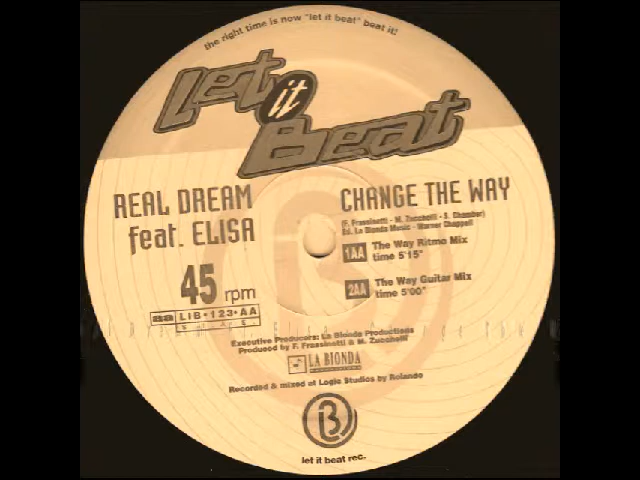 the right time is now "let it beat" beat it!
Let it Beat
REAL DREAM
feat. ELISA
CHANGE THE WAY
(F. Frassinetti - M. Zucchelli - S. Chamber)
Ed. La Bionda Music - Warner Chappell
1AA The Way Ritmo Mix
time 5'15"
2AA The Way Guitar Mix
time 5'00"
45 rpm
aa LIB·123·AA
S.I.A.E.
Executive Producers: La Bionda Productions
Produced by F. Frassinetti & M. Zucchelli
LA BIONDA
Recorded & mixed at Logic Studios by Rolando
B
let it beat rec.